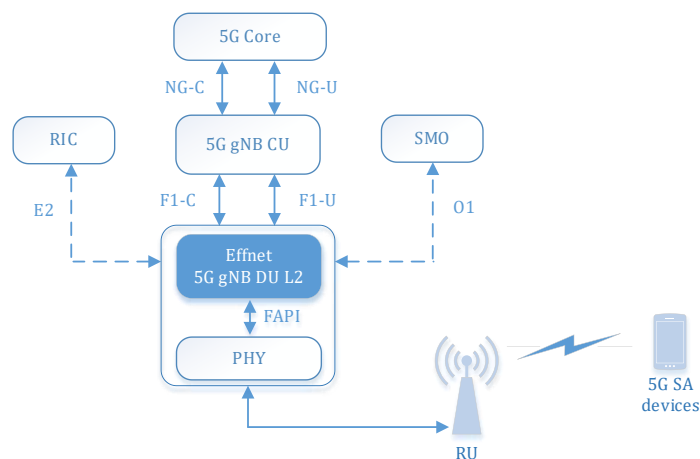 5G Core
NG-C
NG-U
RIC
5G gNB CU
SMO
E2
F1-C
F1-U
O1
Effnet
5G gNB DU L2
FAPI
PHY
5G SA
devices
RU